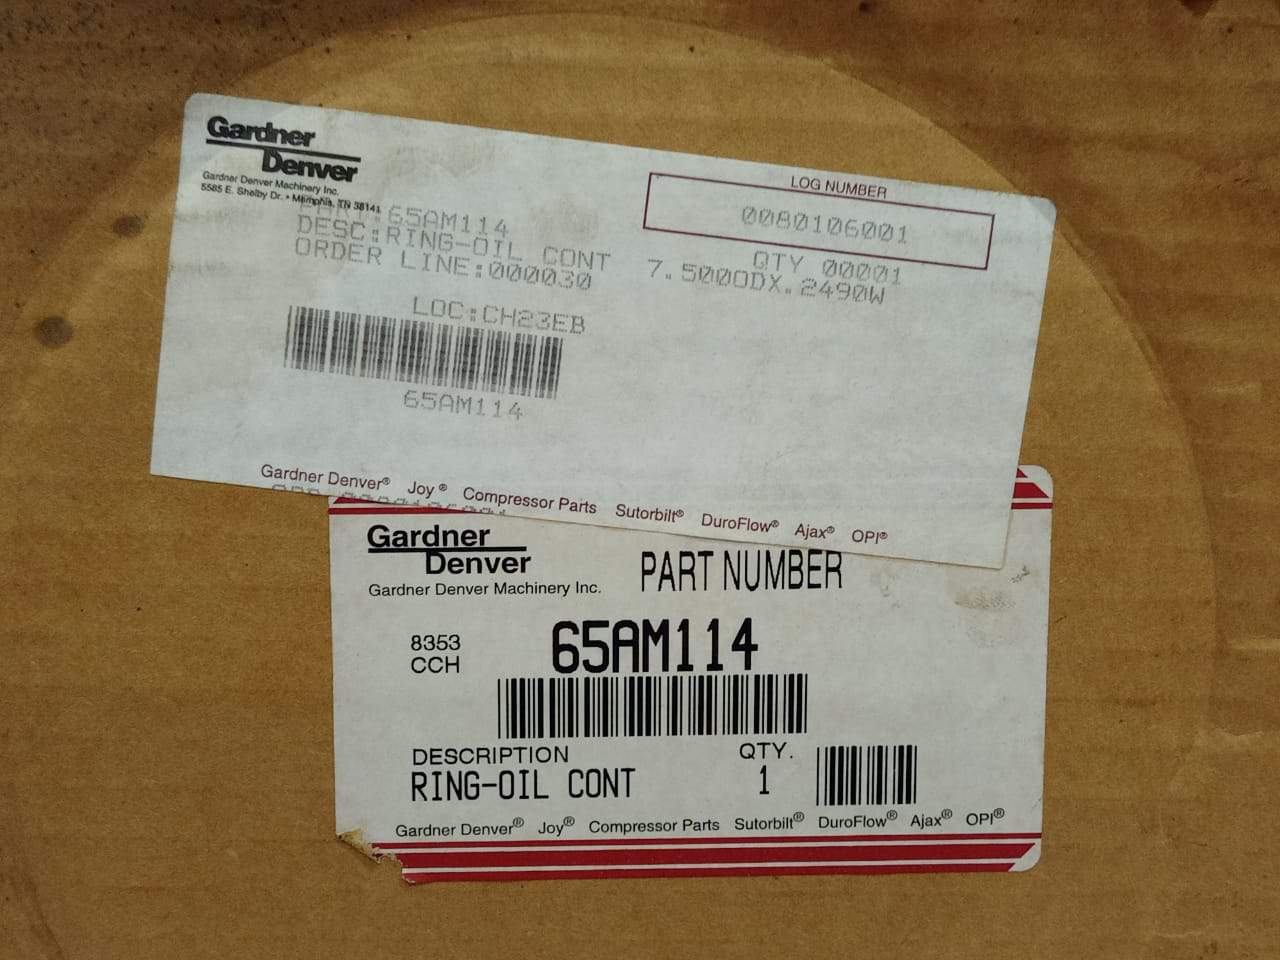 Gardner
Denver
Gardner Denver Machinery Inc.
5585 E. Shelby Dr. • Memphis, TN 38141
LOG NUMBER
0080106001
PART:65AM114
DESC:RING-OIL CONT
QTY 00001
ORDER LINE:000030
7.500ODX.2490W
LOC:CH23EB
65AM114
Gardner Denver® Joy® Compressor Parts Sutorbilt® DuroFlow® Ajax® OPI®
Gardner
Denver
Gardner Denver Machinery Inc.
PART NUMBER
8353
CCH
65AM114
DESCRIPTION
QTY.
RING-OIL CONT
1
Gardner Denver® Joy® Compressor Parts Sutorbilt® DuroFlow® Ajax® OPI®